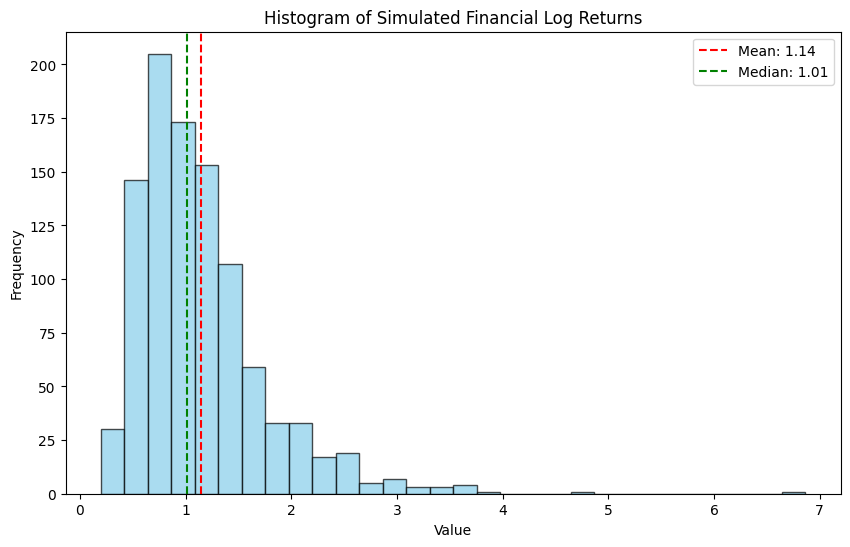 Histogram of Simulated Financial Log Returns
Mean: 1.14
Median: 1.01
Frequency
200
175
150
125
100
75
50
25
0
0 1 2 3 4 5 6 7
Value